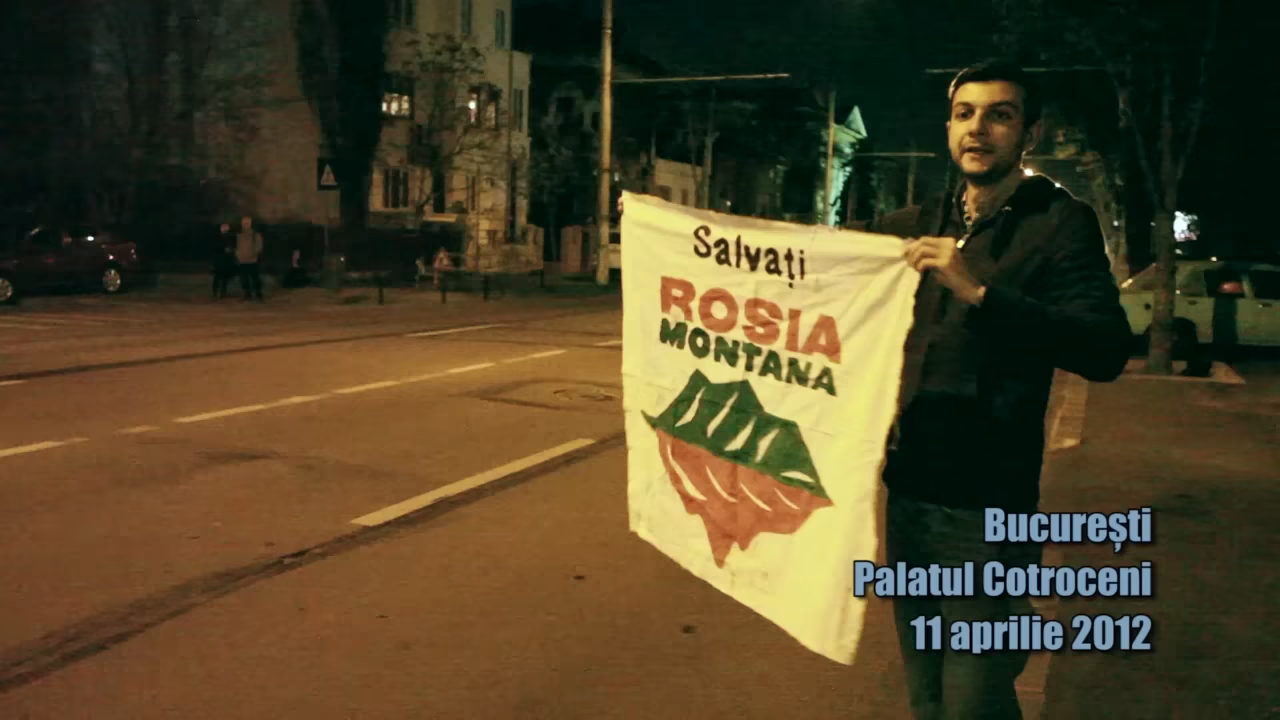 Salvați
ROSIA
MONTANA
București
Palatul Cotroceni
11 aprilie 2012